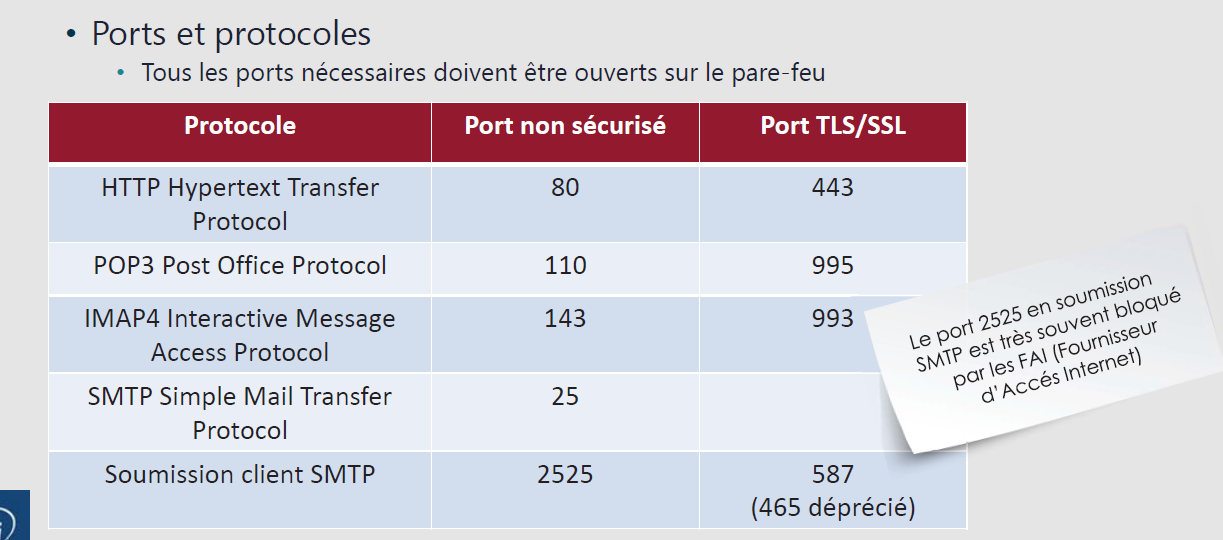 • Ports et protocoles
• Tous les ports nécessaires doivent être ouverts sur le pare-feu
Protocole Port non sécurisé Port TLS/SSL
HTTP Hypertext Transfer
Protocol 80 443
POP3 Post Office Protocol 110 995
IMAP4 Interactive Message
Access Protocol 143 993
SMTP Simple Mail Transfer
Protocol 25
Soumission client SMTP 2525 587
(465 déprécié)
Le port 2525 en soumission
SMTP est très souvent bloqué
par les FAI (Fournisseur
d'Accés Internet)